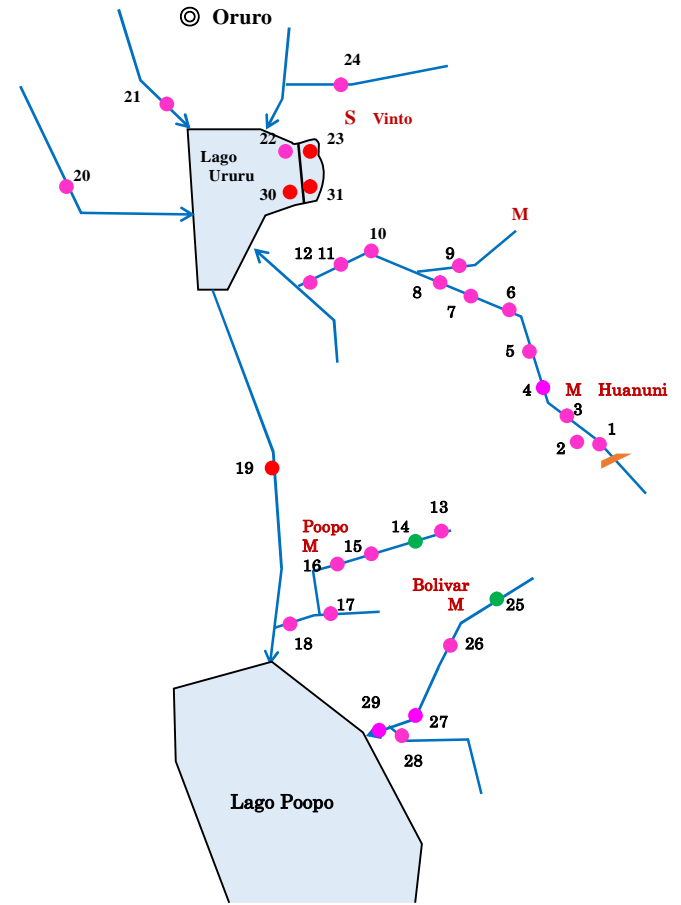 ◎ Oruro
24
21
S Vinto
22
23
Lago
Ururu
20
30
31
M
10
9
12
11
8
7
6
5
4
M Huanuni
3
1
2
19
13
Poopo
M
14
15
16
Bolivar
M
25
17
18
26
29
27
28
Lago Poopo